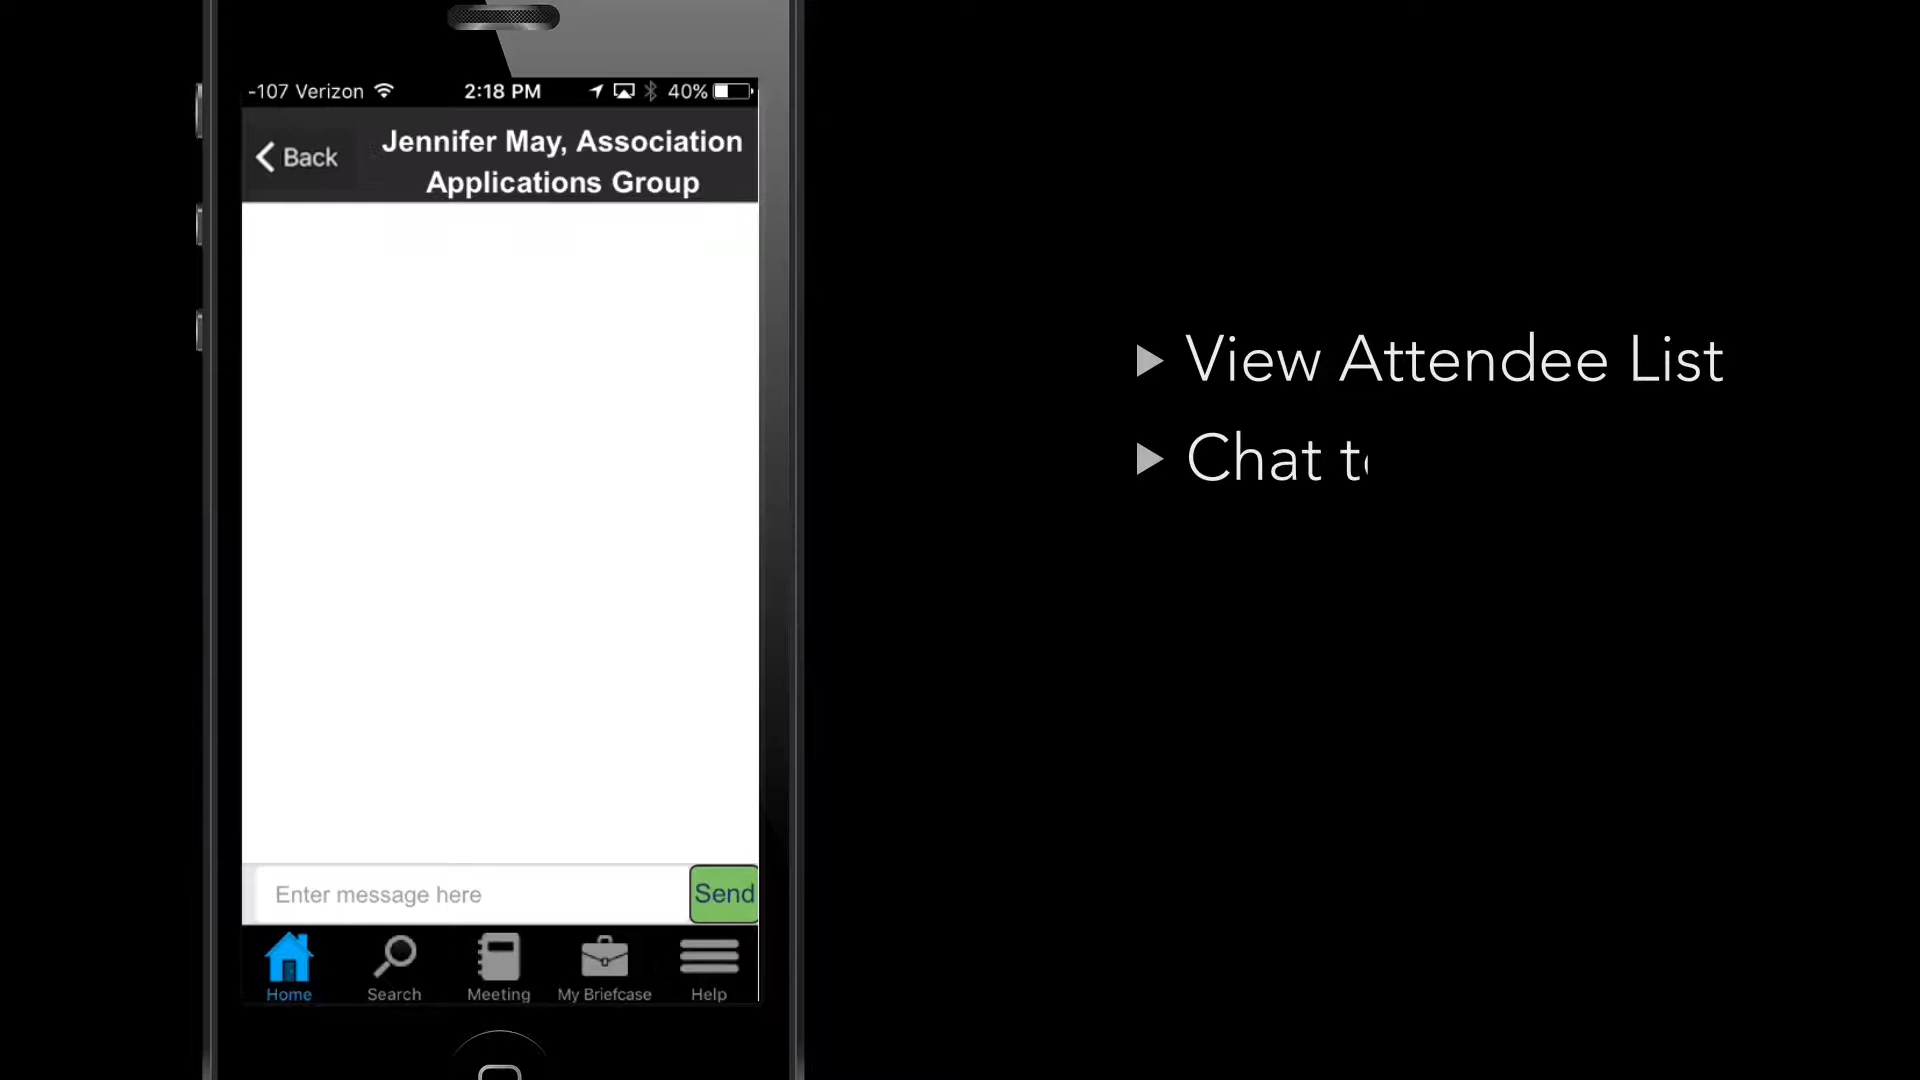 -107 Verizon 2:18 PM 40%
Back
Jennifer May, Association
Applications Group
View Attendee List
Chat
Enter message here
Send
Home Search Meeting My Briefcase Help